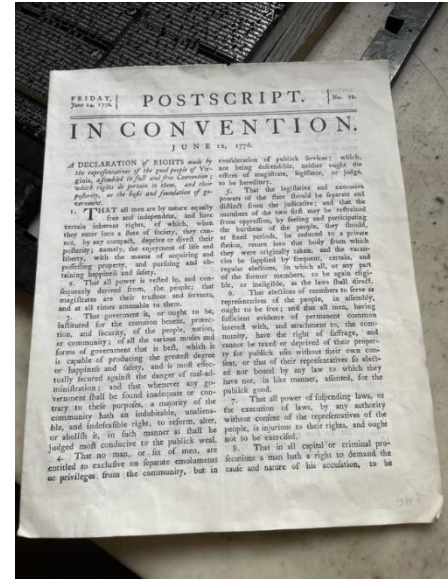 FRIDAY,
June 14, 1776.
POSTSCRIPT.
No. 72.
IN CONVENTION.
JUNE 12, 1776.
A DECLARATION of RIGHTS made by
the representatives of the good people of Vir-
ginia, assembled in full and free Convention;
which rights do pertain to them, and their
posterity, as the basis and foundation of go-
vernment.
1. THAT all men are by nature equally
free and independent, and have
certain inherent rights, of which, when
they enter into a state of society, they can-
not, by any compact, deprive or divest their
posterity; namely, the enjoyment of life and
liberty, with the means of acquiring and
possessing property, and pursuing and ob-
taining happiness and safety.
2. That all power is vested in, and con-
sequently derived from, the people; that
magistrates are their trustees and servants,
and at all times amenable to them.
3. That government is, or ought to be,
instituted for the common benefit, protec-
tion, and security, of the people, nation,
or community; of all the various modes and
forms of government that is best, which is
capable of producing the greatest degree
of happiness and safety, and is most effec-
tually secured against the danger of mal-ad-
ministration; and that whenever any go-
vernment shall be found inadequate or con-
trary to these purposes, a majority of the
community hath an indubitable, unaliena-
ble, and indefeasible right, to reform, alter,
or abolish it, in such manner as shall be
judged most conducive to the public weal.
4. That no man, or set of men, are
entitled to exclusive or separate emoluments
or privileges from the community, but in
consideration of publick services; which,
not being descendible, neither ought the
offices of magistrate, legislator, or judge,
to be hereditary.
5. That the legislative and executive
powers of the state should be separate and
distinct from the judicative; and that the
members of the two first may be restrained
from oppression, by feeling and participating
the burthens of the people, they should,
at fixed periods, be reduced to a private
station, return into that body from which
they were originally taken, and the vacan-
cies be supplied by frequent, certain, and
regular elections, in which all, or any part
of the former members, to be again eligi-
ble, or ineligible, as the laws shall direct.
6. That elections of members to serve as
representatives of the people, in assembly,
ought to be free; and that all men, having
sufficient evidence of permanent common
interest with, and attachment to, the com-
munity, have the right of suffrage, and
cannot be taxed or deprived of their proper-
ty for publick uses without their own con-
sent, or that of their representatives so elect-
ed nor bound by any law to which they
have not, in like manner, assented, for the
publick good.
7. That all power of suspending laws, or
the execution of laws, by any authority
without consent of the representatives of the
people, is injurious to their rights, and ought
not to be exercised.
8. That in all capital or criminal pro-
secutions a man hath a right to demand the
cause and nature of his accusation, to be